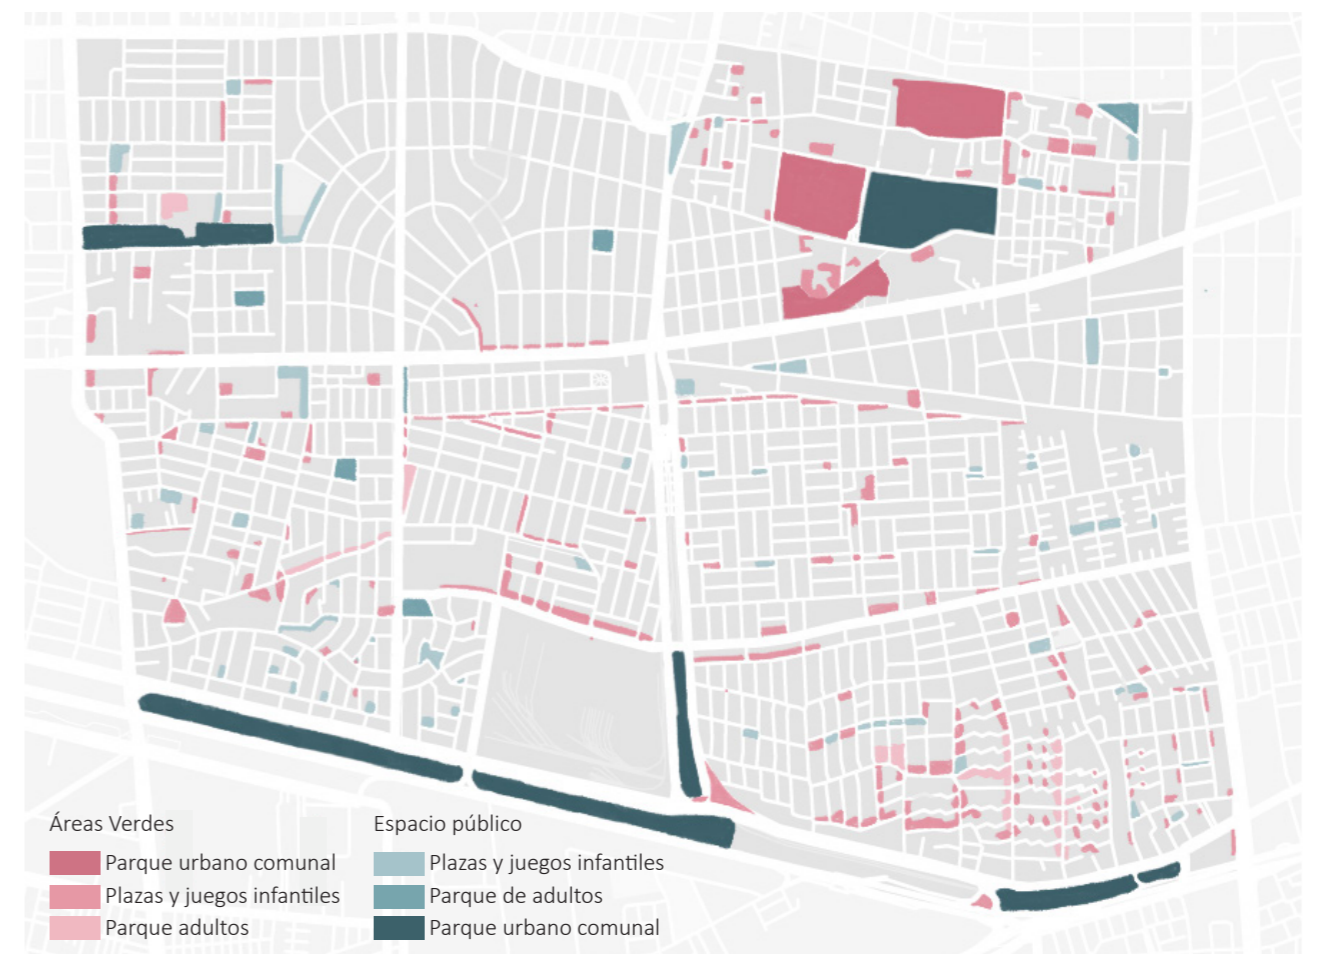 Áreas Verdes
Parque urbano comunal
Plazas y juegos infantiles
Parque adultos
Espacio público
Plazas y juegos infantiles
Parque de adultos
Parque urbano comunal